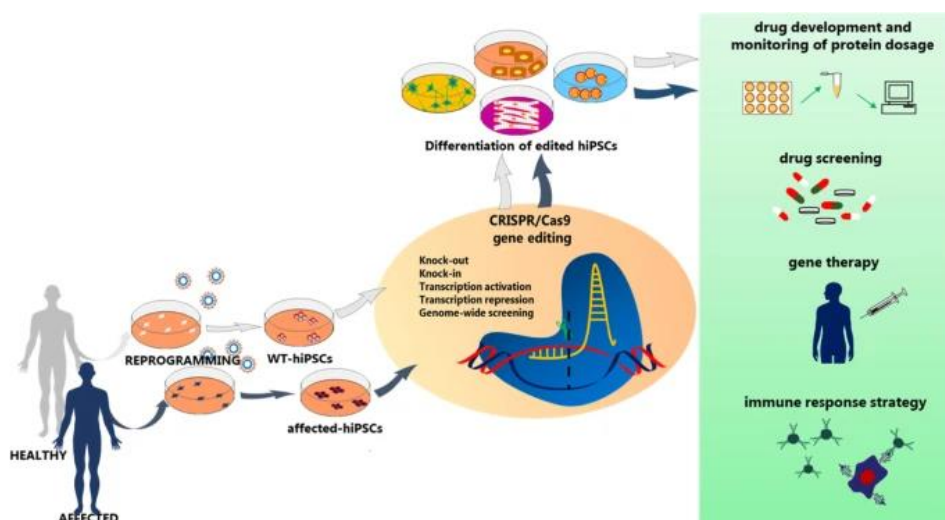 drug development and
monitoring of protein dosage
Differentiation of edited hiPSCs
drug screening
CRISPR/Cas9
gene editing
Knock-out
Knock-in
Transcription activation
Transcription repression
Genome-wide screening
gene therapy
REPROGRAMMING
WT-hiPSCs
affected-hiPSCs
immune response strategy
HEALTHY
AFFECTED